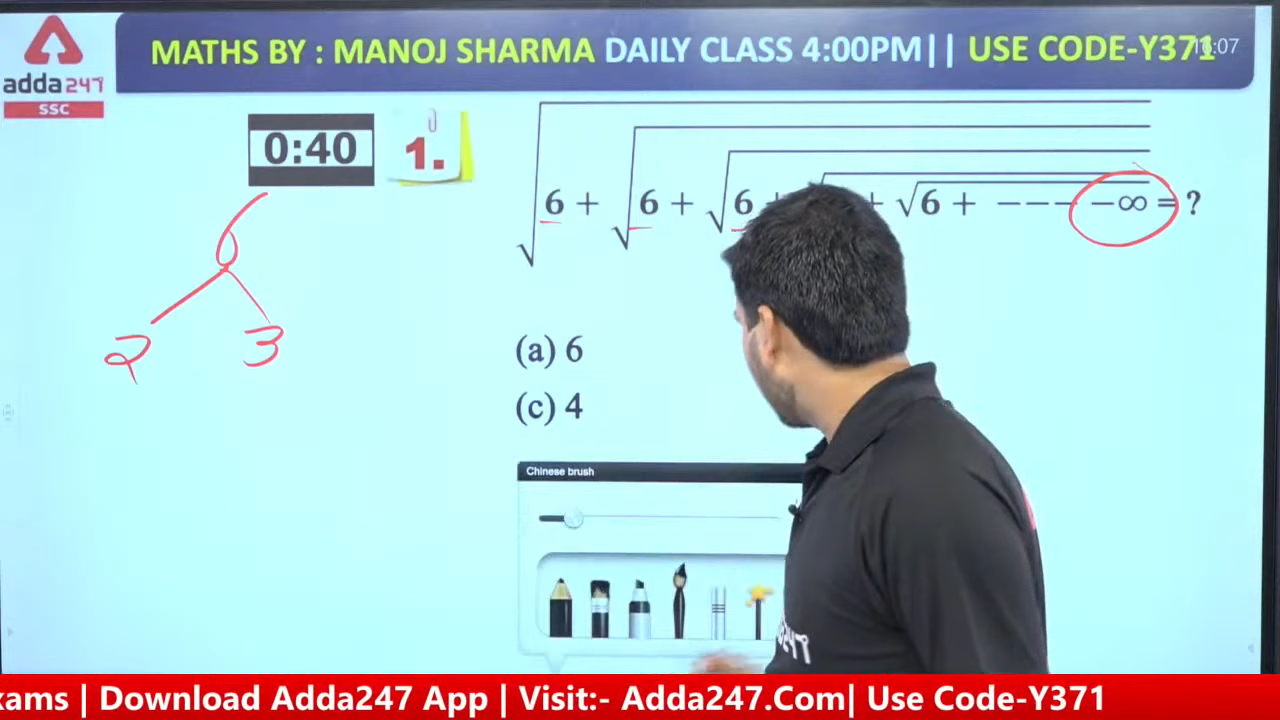 MATHS BY : MANOJ SHARMA DAILY CLASS 4:00PM|| USE CODE-Y371
adda247
SSC
0:40
1.
√6 + √6 + √6 + + √6 + ---- -∞ = ?
6
2 3
(a) 6
(c) 4
Chinese brush
xams | Download Adda247 App | Visit:- Adda247.Com| Use Code-Y371